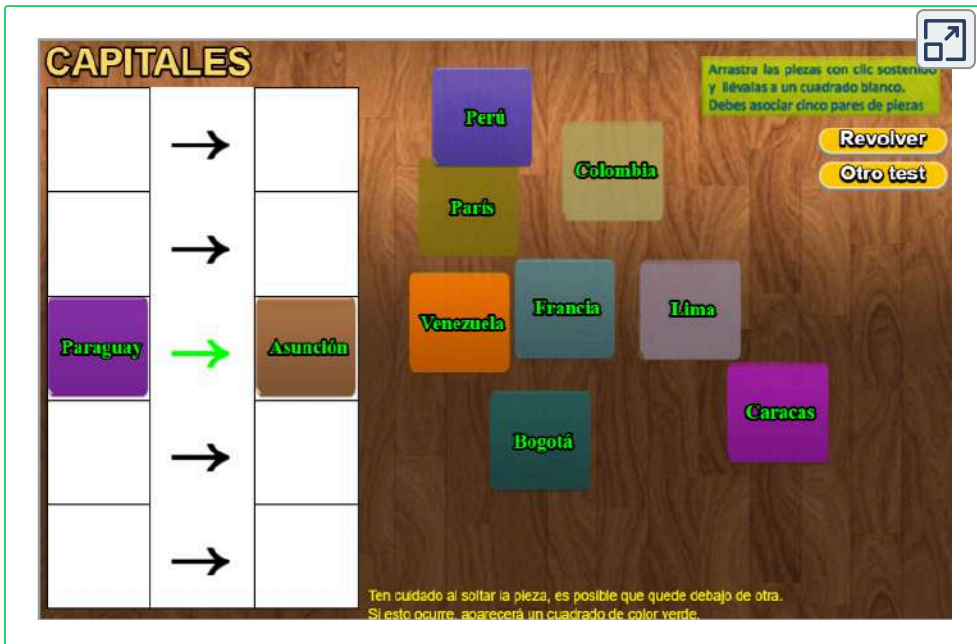 CAPITALES
Arrastra las piezas con clic sostenido
y llévalas a un cuadrado blanco.
Debes asociar cinco pares de piezas
Revolver
Otro test
Perú
Colombia
París
Venezuela
Francia
Lima
Paraguay
Asunción
Caracas
Bogotá
Ten cuidado al soltar la pieza, es posible que quede debajo de otra.
Si esto ocurre, aparecerá un cuadrado de color verde.